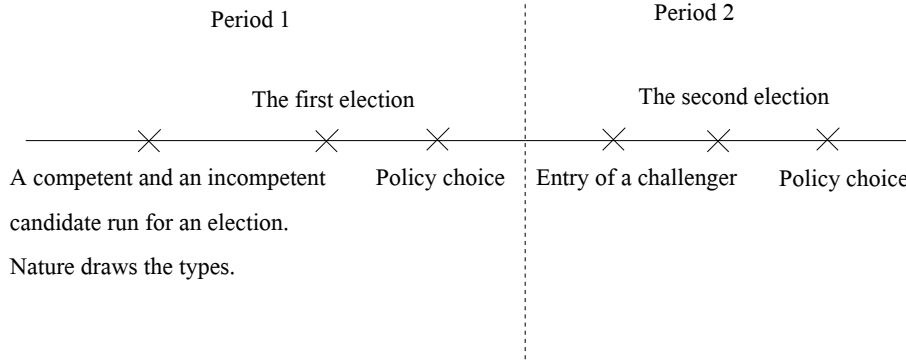 Period 1
Period 2
The first election
The second election
A competent and an incompetent
candidate run for an election.
Nature draws the types.
Policy choice
Entry of a challenger
Policy choice